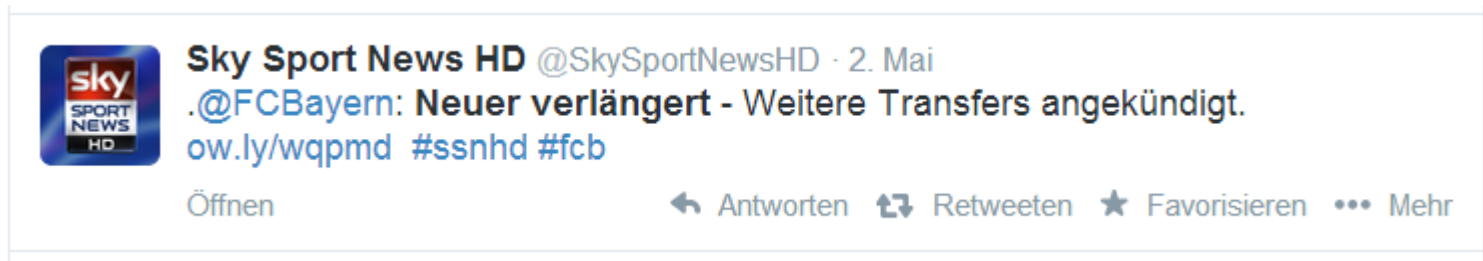 Sky Sport News HD @SkySportNewsHD · 2. Mai
.@FCBayern: Neuer verlängert - Weitere Transfers angekündigt.
ow.ly/wqpmd #ssnhd #fcb
Öffnen Antworten Retweeten Favorisieren Mehr
sky
SPORT
NEWS
HD